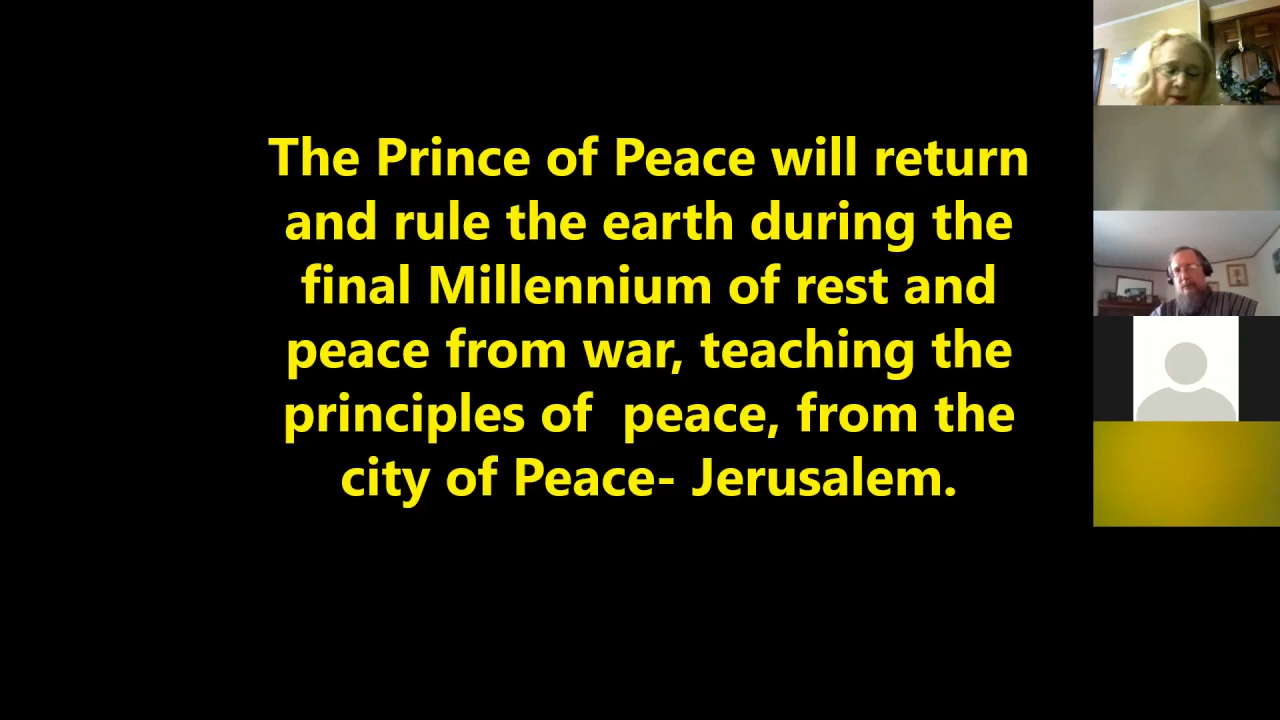 The Prince of Peace will return
and rule the earth during the
final Millennium of rest and
peace from war, teaching the
principles of  peace, from the
city of Peace- Jerusalem.